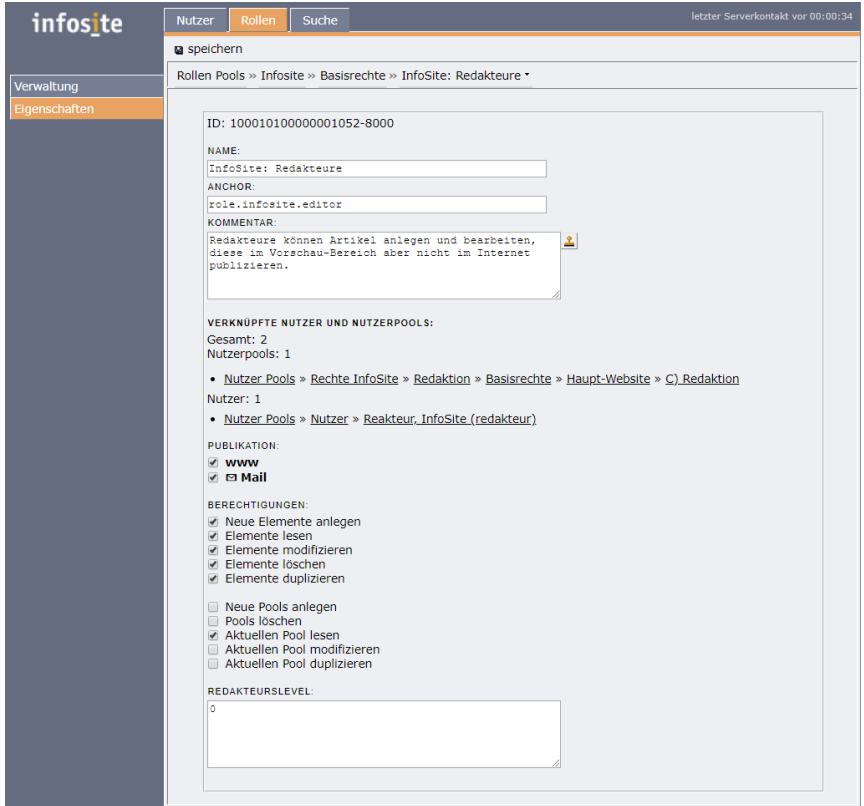 infosite
Nutzer Rollen Suche
letzter Serverkontakt vor 00:00:34
speichern
Rollen Pools » Infosite » Basisrechte » InfoSite: Redakteure
Verwaltung
Eigenschaften
ID: 100010100000001052-8000
NAME:
InfoSite: Redakteure
ANCHOR:
role.infosite.editor
KOMMENTAR:
Redakteure können Artikel anlegen und bearbeiten,
diese im Vorschau-Bereich aber nicht im Internet
publizieren.
VERKNÜPFTE NUTZER UND NUTZERPOOLS:
Gesamt: 2
Nutzerpools: 1
• Nutzer Pools » Rechte InfoSite » Redaktion » Basisrechte » Haupt-Website » C) Redaktion
Nutzer: 1
• Nutzer Pools » Nutzer » Reakteur, InfoSite (redakteur)
PUBLIKATION:
www
Mail
BERECHTIGUNGEN:
Neue Elemente anlegen
Elemente lesen
Elemente modifizieren
Elemente löschen
Elemente duplizieren
Neue Pools anlegen
Pools löschen
Aktuellen Pool lesen
Aktuellen Pool modifizieren
Aktuellen Pool duplizieren
REDAKTEURSLEVEL:
0